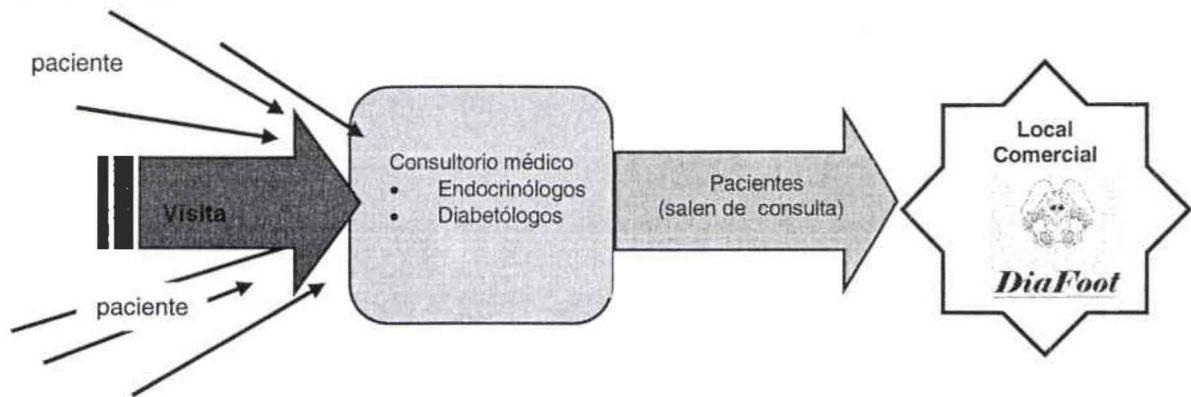 paciente
Visita
paciente
Consultorio médico
• Endocrinólogos
• Diabetólogos
Pacientes
(salen de consulta)
Local
Comercial
DiaFoot